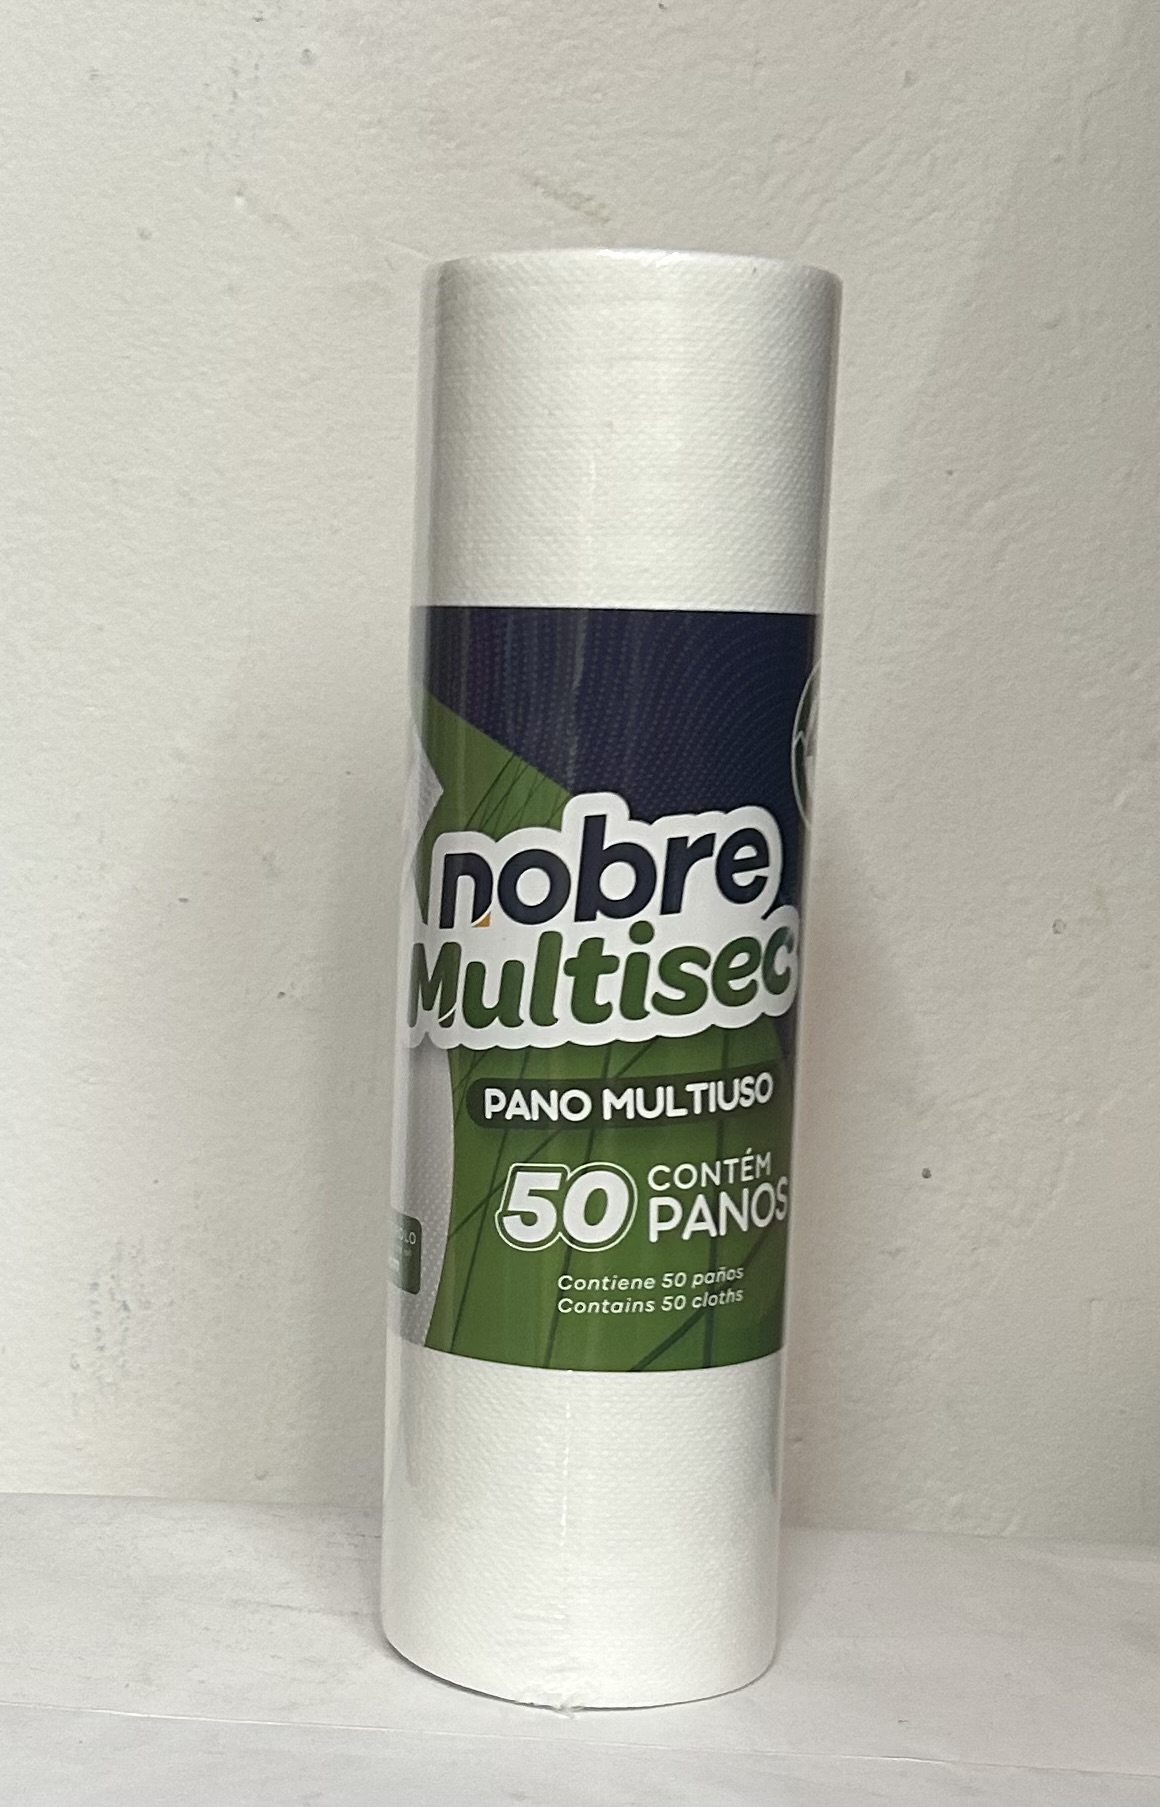 nobre
Multisec
PANO MULTIUSO
50 CONTÉM
PANOS
Contiene 50 paños
Contains 50 cloths